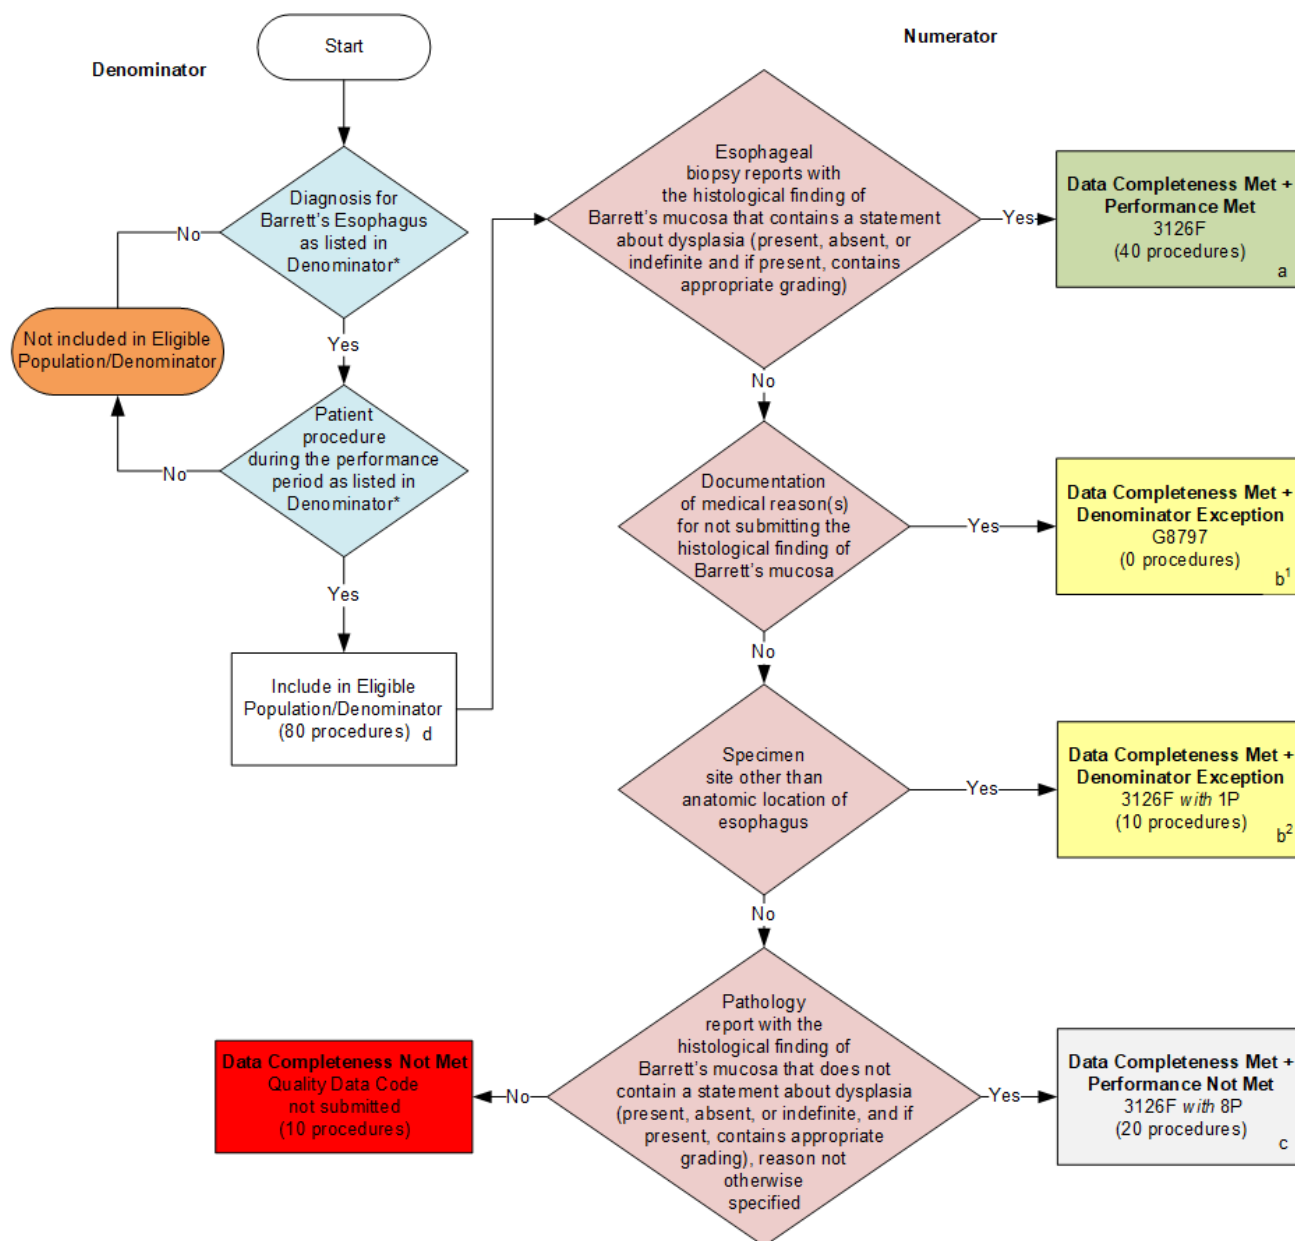 Start
Denominator
Numerator
Diagnosis for
Barrett's Esophagus
as listed in
Denominator*
No
Yes
Not included in Eligible
Population/Denominator
Patient
procedure
during the performance
period as listed in
Denominator*
No
Yes
Include in Eligible
Population/Denominator
(80 procedures) d
Esophageal
biopsy reports with
the histological finding of
Barrett's mucosa that contains a statement
about dysplasia (present, absent, or
indefinite and if present, contains
appropriate grading)
Yes
Data Completeness Met +
Performance Met
3126F
(40 procedures)
a
No
Documentation
of medical reason(s)
for not submitting the
histological finding of
Barrett's mucosa
Yes
Data Completeness Met +
Denominator Exception
G8797
(0 procedures)
b¹
No
Specimen
site other than
anatomic location of
esophagus
Yes
Data Completeness Met +
Denominator Exception
3126F with 1P
(10 procedures)
b²
No
Pathology
report with the
histological finding of
Barrett's mucosa that does not
contain a statement about dysplasia
(present, absent, or indefinite, and if
present, contains appropriate
grading), reason not
otherwise
specified
Yes
Data Completeness Met +
Performance Not Met
3126F with 8P
(20 procedures)
c
No
Data Completeness Not Met
Quality Data Code
not submitted
(10 procedures)